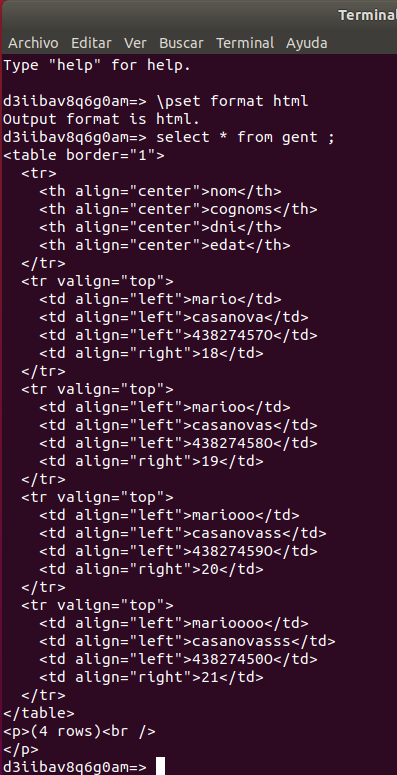 Terminal
Archivo Editar Ver Buscar Terminal Ayuda
Type "help" for help.
d3iibav8q6g0am=> \pset format html
Output format is html.
d3iibav8q6g0am=> select * from gent ;
<table border="1">
  <tr>
    <th align="center">nom</th>
    <th align="center">cognoms</th>
    <th align="center">dni</th>
    <th align="center">edat</th>
  </tr>
  <tr valign="top">
    <td align="left">mario</td>
    <td align="left">casanova</td>
    <td align="left">43827457O</td>
    <td align="right">18</td>
  </tr>
  <tr valign="top">
    <td align="left">marioo</td>
    <td align="left">casanovas</td>
    <td align="left">43827458O</td>
    <td align="right">19</td>
  </tr>
  <tr valign="top">
    <td align="left">mariooo</td>
    <td align="left">casanovass</td>
    <td align="left">43827459O</td>
    <td align="right">20</td>
  </tr>
  <tr valign="top">
    <td align="left">marioooo</td>
    <td align="left">casanovasss</td>
    <td align="left">43827450O</td>
    <td align="right">21</td>
  </tr>
</table>
<p>(4 rows)<br />
</p>
d3iibav8q6g0am=>